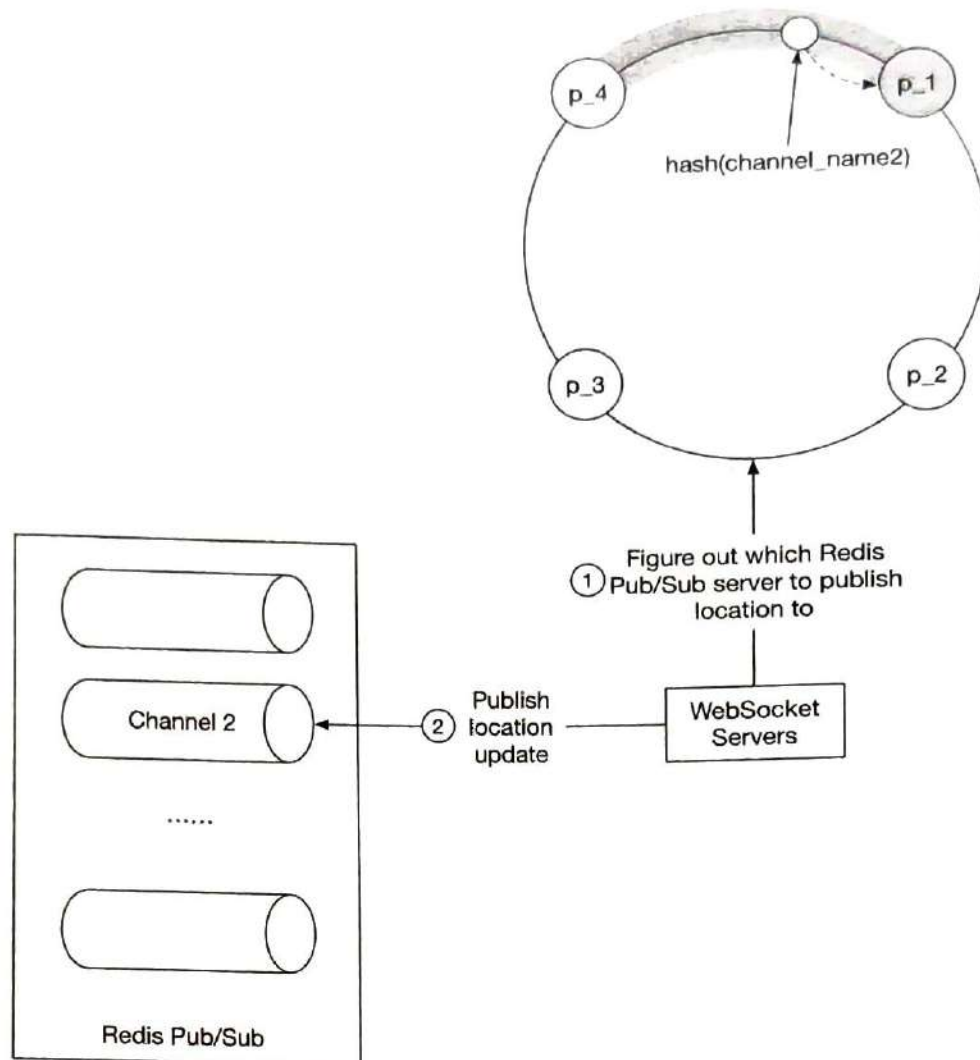 p_4
p_1
hash(channel_name2)
p_3
p_2
Figure out which Redis
1 Pub/Sub server to publish
location to
WebSocket
Servers
Publish
2 location
update
Channel 2
......
Redis Pub/Sub